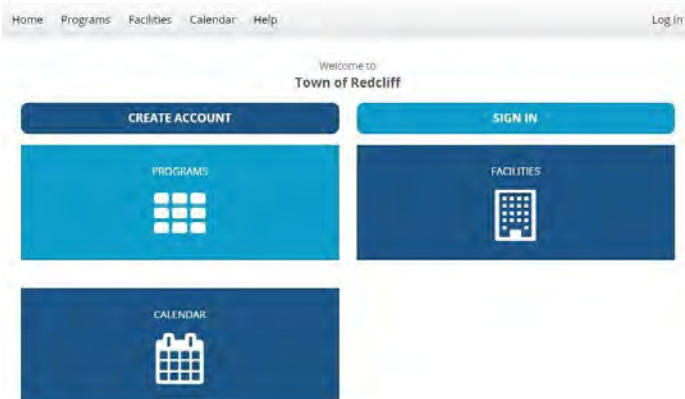 Home Programs Facilities Calendar Help Log In
Welcome to
Town of Redcliff
CREATE ACCOUNT SIGN IN
PROGRAMS FACILITIES
CALENDAR